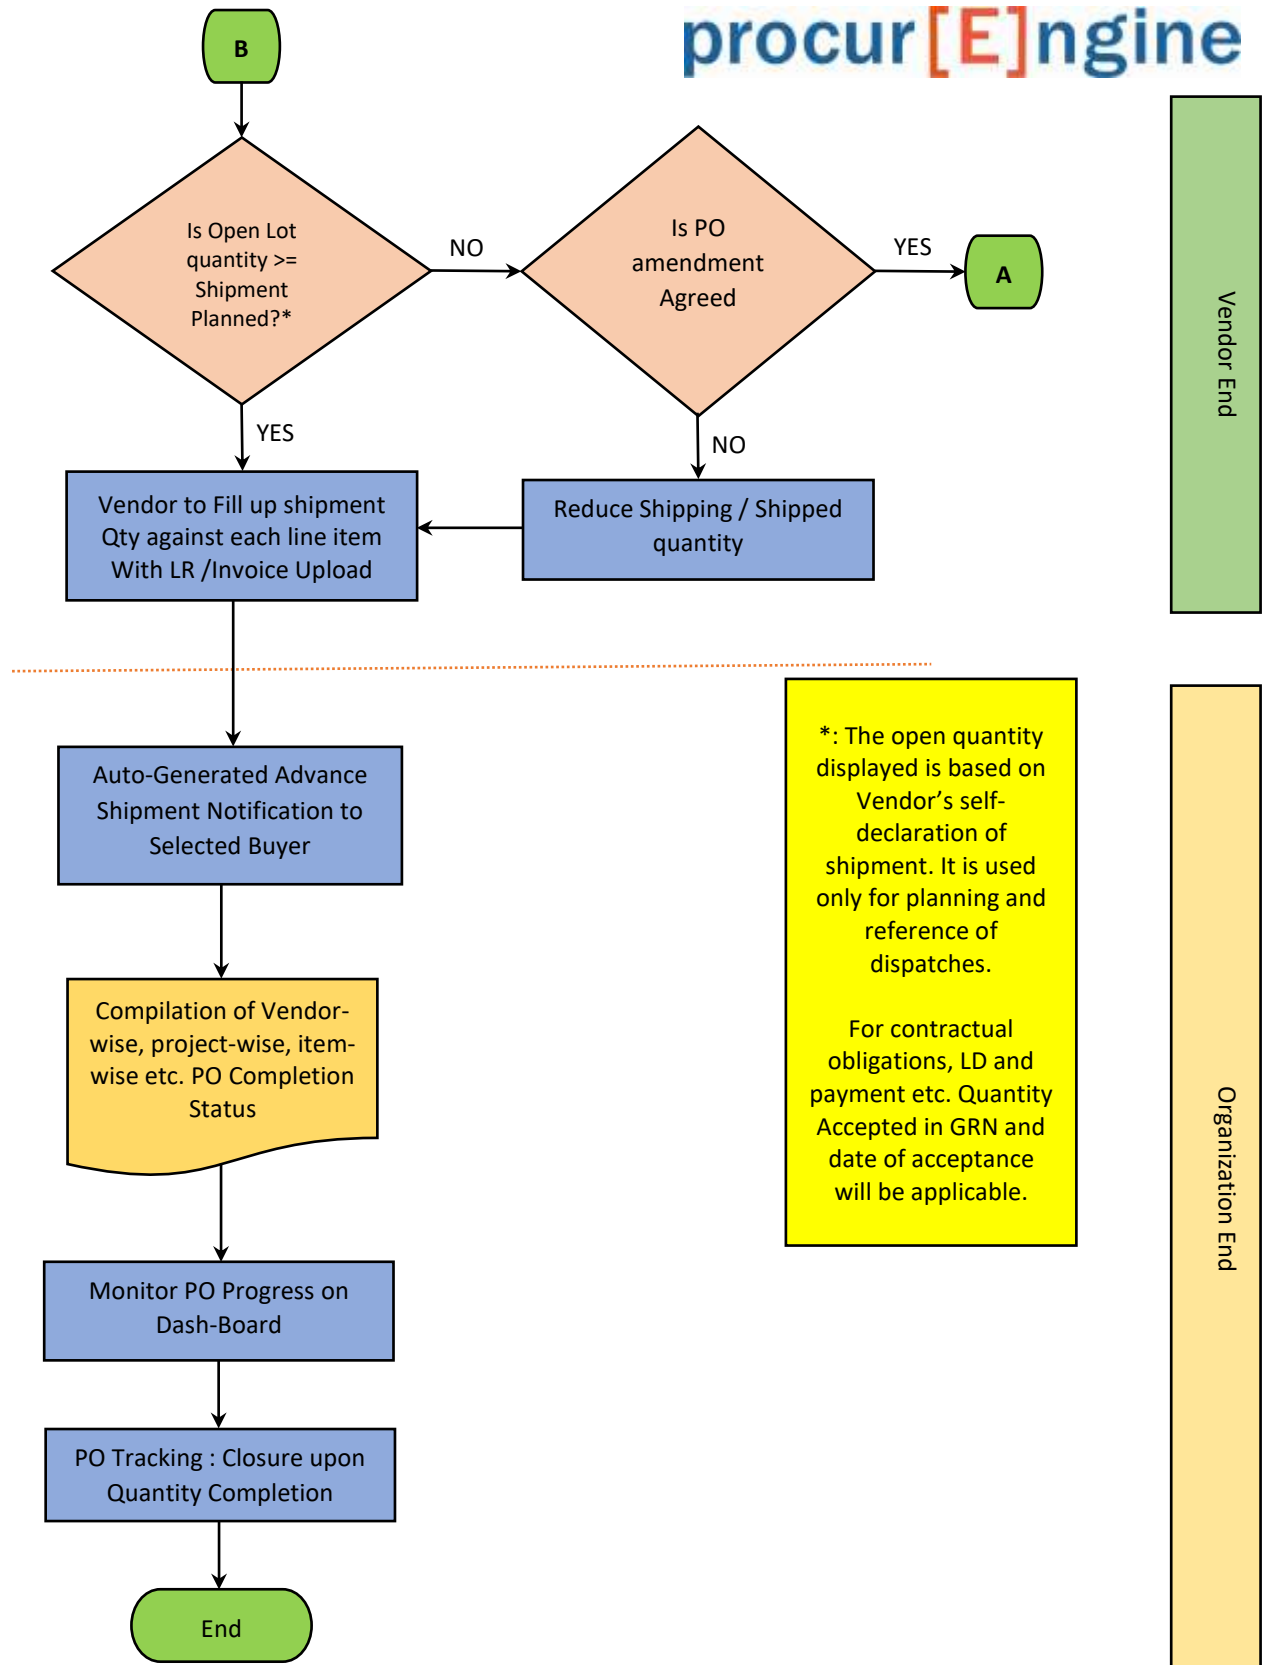 procur[E]ngine
B
Is Open Lot
quantity >=
Shipment
Planned?*
NO
Is PO
amendment
Agreed
YES
A
YES
NO
Vendor to Fill up shipment
Qty against each line item
With LR /Invoice Upload
Reduce Shipping / Shipped
quantity
Vendor End
Auto-Generated Advance
Shipment Notification to
Selected Buyer
*: The open quantity
displayed is based on
Vendor’s self-
declaration of
shipment. It is used
only for planning and
reference of
dispatches.
For contractual
obligations, LD and
payment etc. Quantity
Accepted in GRN and
date of acceptance
will be applicable.
Compilation of Vendor-
wise, project-wise, item-
wise etc. PO Completion
Status
Organization End
Monitor PO Progress on
Dash-Board
PO Tracking : Closure upon
Quantity Completion
End